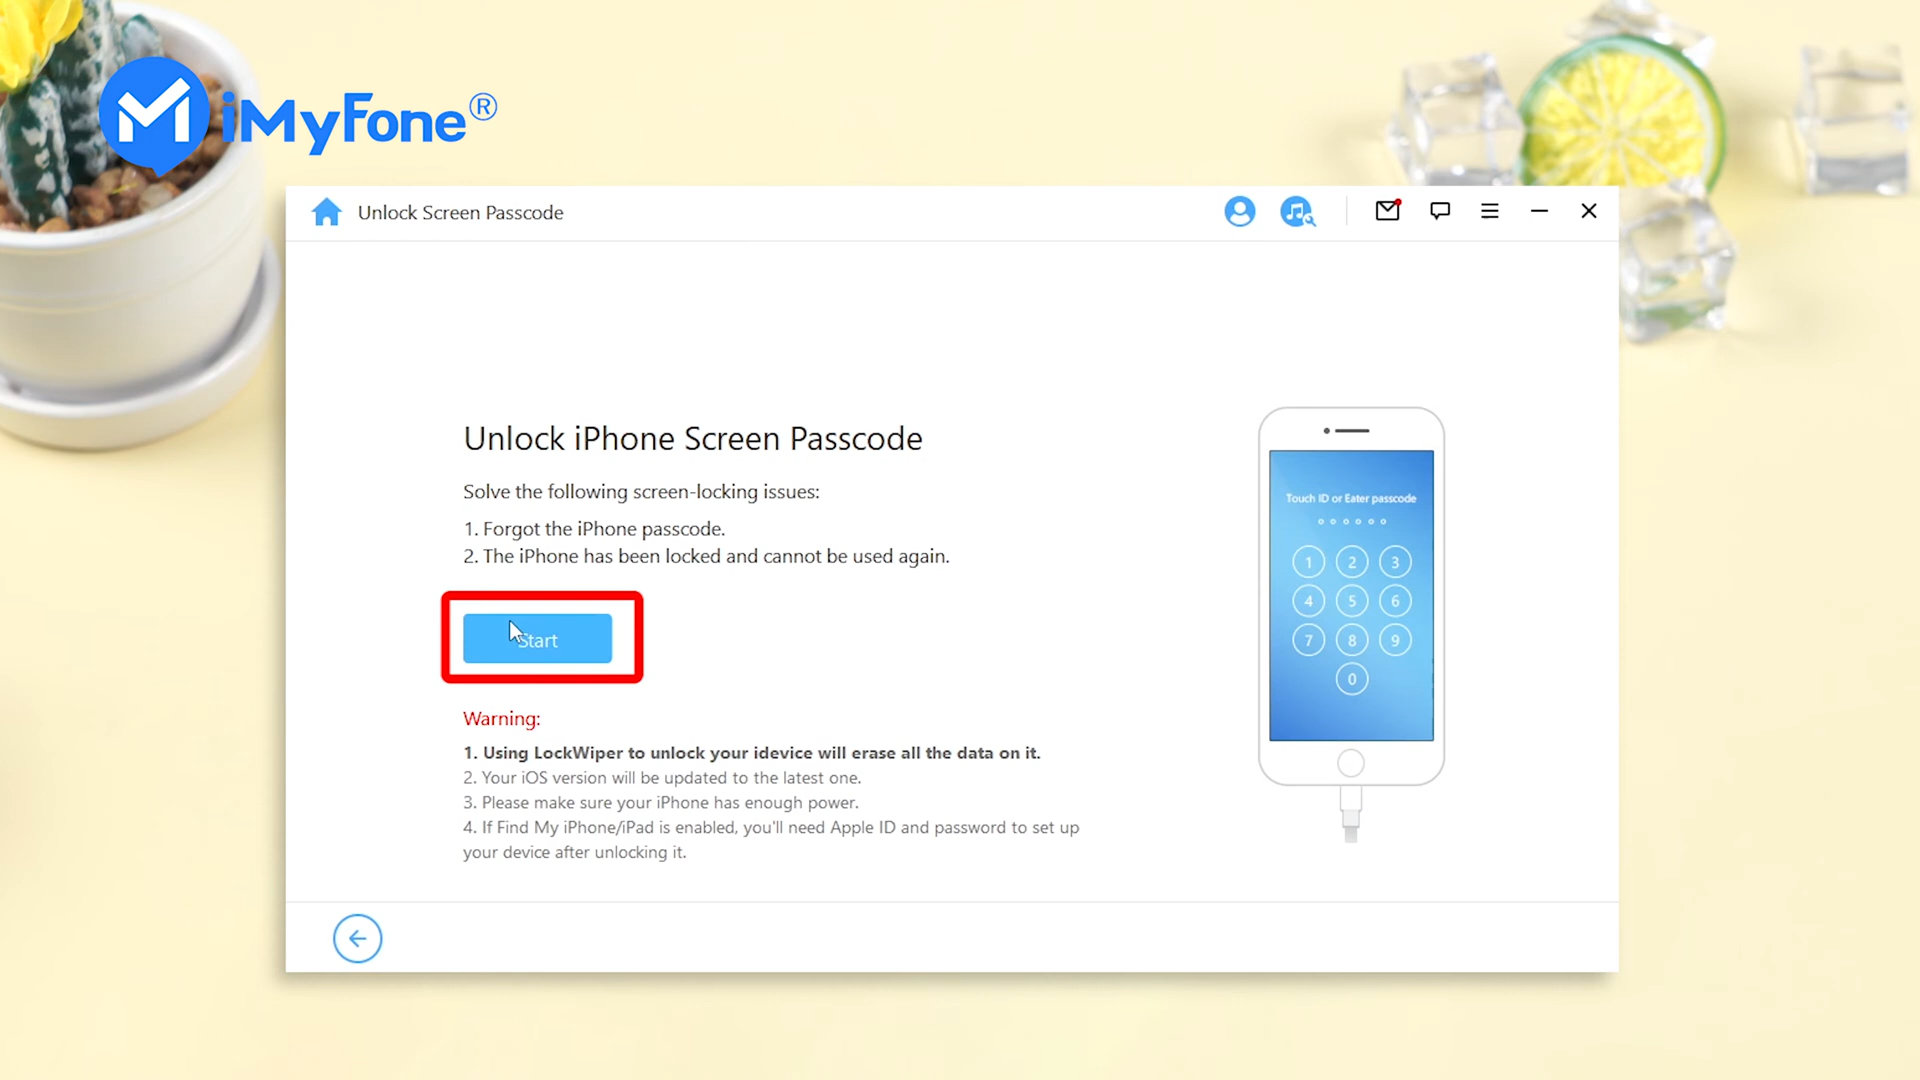 iMyFone®
Unlock Screen Passcode
Unlock iPhone Screen Passcode
Solve the following screen-locking issues:
1. Forgot the iPhone passcode.
2. The iPhone has been locked and cannot be used again.
Start
Warning:
1. Using LockWiper to unlock your idevice will erase all the data on it.
2. Your iOS version will be updated to the latest one.
3. Please make sure your iPhone has enough power.
4. If Find My iPhone/iPad is enabled, you'll need Apple ID and password to set up
your device after unlocking it.
Touch ID or Eater passcode
1 2 3
4 5 6
7 8 9
0